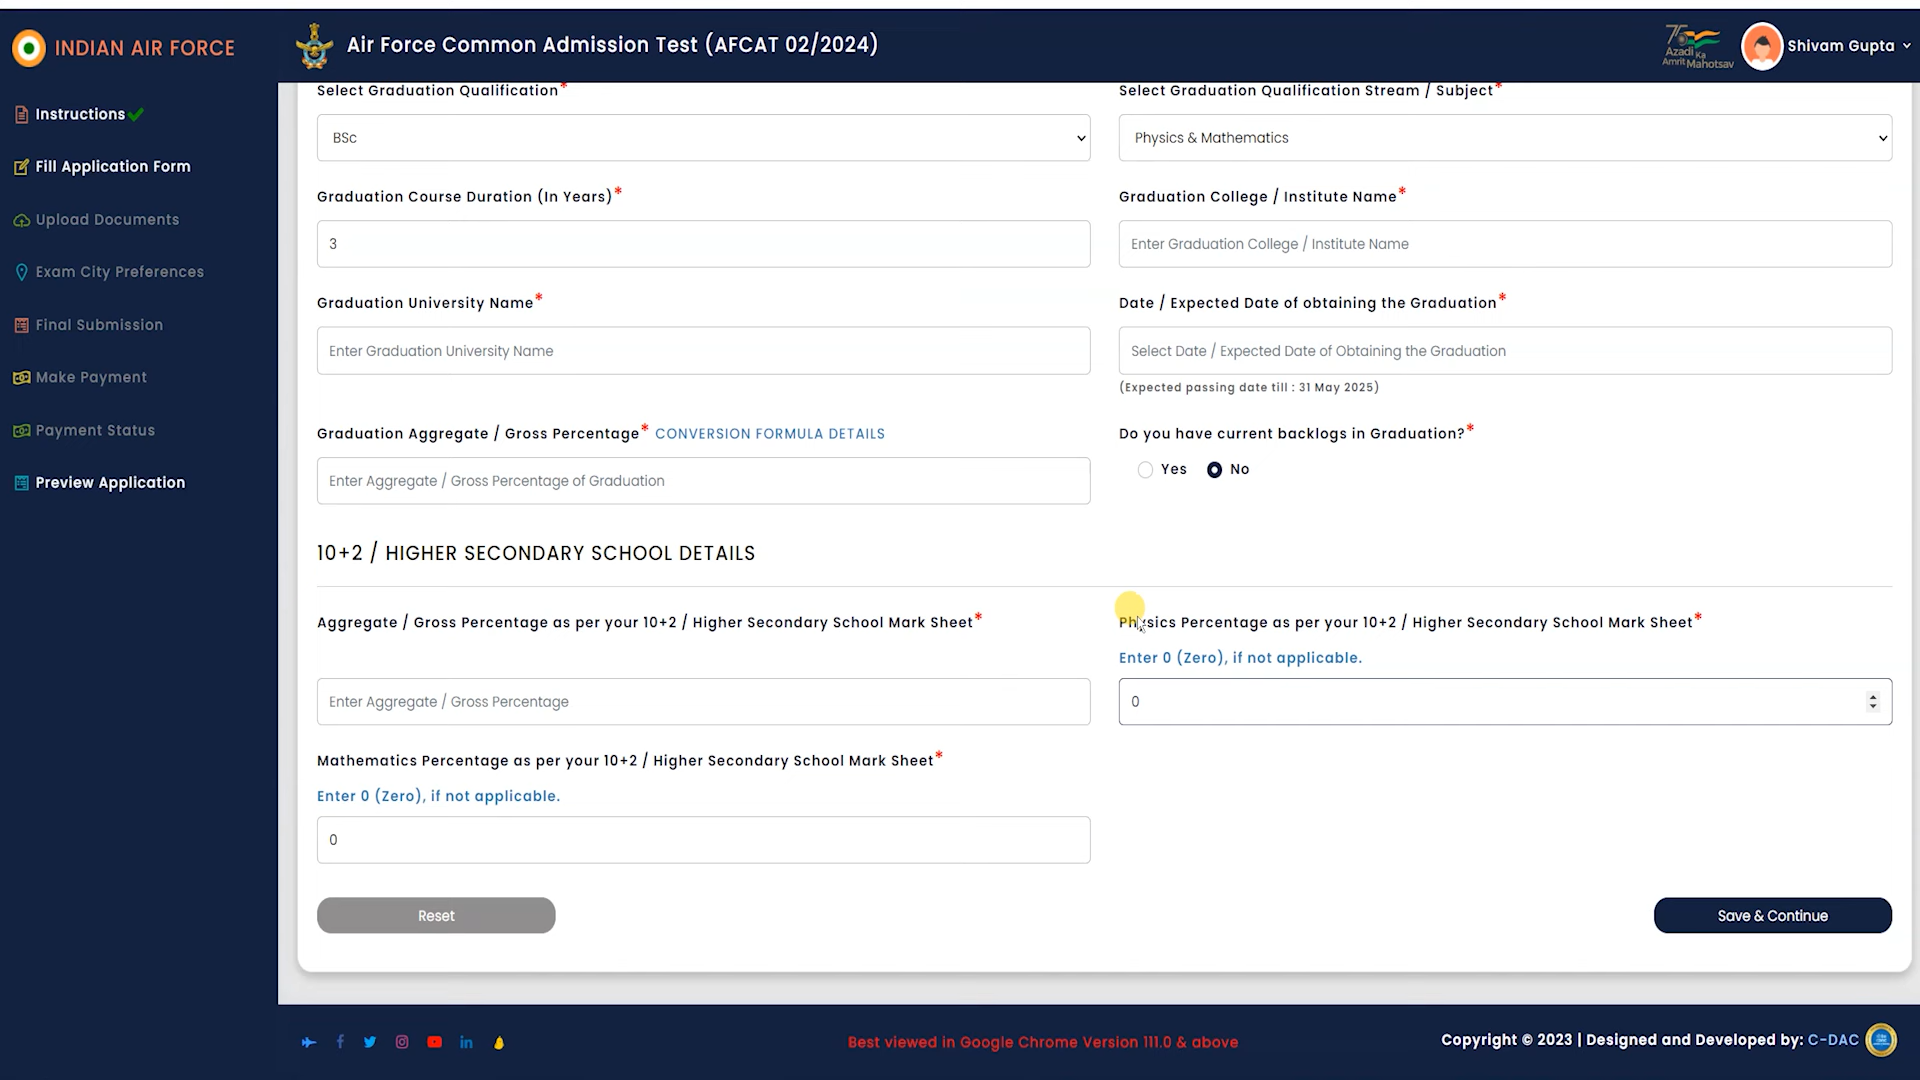 INDIAN AIR FORCE
Air Force Common Admission Test (AFCAT 02/2024)
75
Azadi Ka
Amrit Mahotsav
Shivam Gupta
Instructions
Fill Application Form
Upload Documents
Exam City Preferences
Final Submission
Make Payment
Payment Status
Preview Application
Select Graduation Qualification*
Select Graduation Qualification Stream / Subject*
BSc
Physics & Mathematics
Graduation Course Duration (In Years)*
Graduation College / Institute Name*
3
Enter Graduation College / Institute Name
Graduation University Name*
Date / Expected Date of obtaining the Graduation*
Enter Graduation University Name
Select Date / Expected Date of Obtaining the Graduation
(Expected passing date till : 31 May 2025)
Graduation Aggregate / Gross Percentage* CONVERSION FORMULA DETAILS
Do you have current backlogs in Graduation?*
Yes No
Enter Aggregate / Gross Percentage of Graduation
10+2 / HIGHER SECONDARY SCHOOL DETAILS
Aggregate / Gross Percentage as per your 10+2 / Higher Secondary School Mark Sheet*
Physics Percentage as per your 10+2 / Higher Secondary School Mark Sheet*
Enter 0 (Zero), if not applicable.
Enter Aggregate / Gross Percentage
0
Mathematics Percentage as per your 10+2 / Higher Secondary School Mark Sheet*
Enter 0 (Zero), if not applicable.
0
Reset
Save & Continue
Best viewed in Google Chrome Version 111.0 & above
Copyright © 2023 | Designed and Developed by: C-DAC